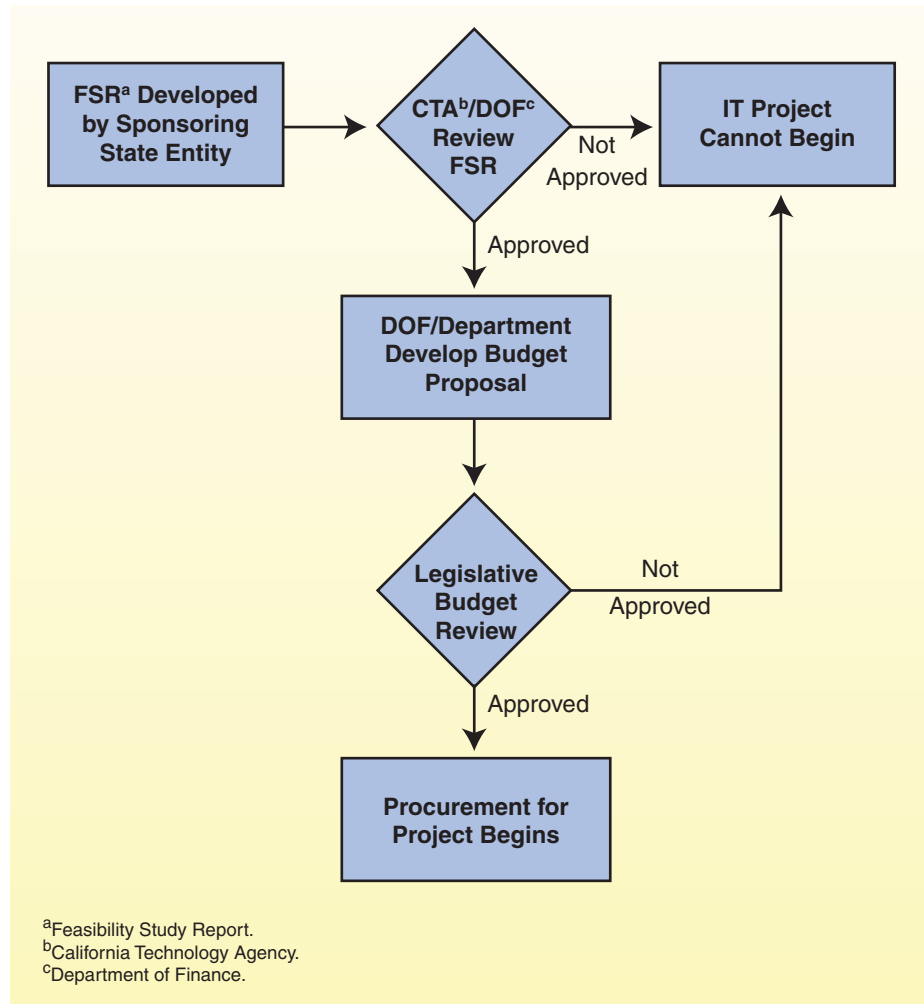 FSRa Developed
by Sponsoring
State Entity
CTAb/DOFc
Review
FSR
Not
Approved
IT Project
Cannot Begin
Approved
DOF/Department
Develop Budget
Proposal
Legislative
Budget
Review
Not
Approved
Approved
Procurement for
Project Begins
aFeasibility Study Report.
bCalifornia Technology Agency.
cDepartment of Finance.